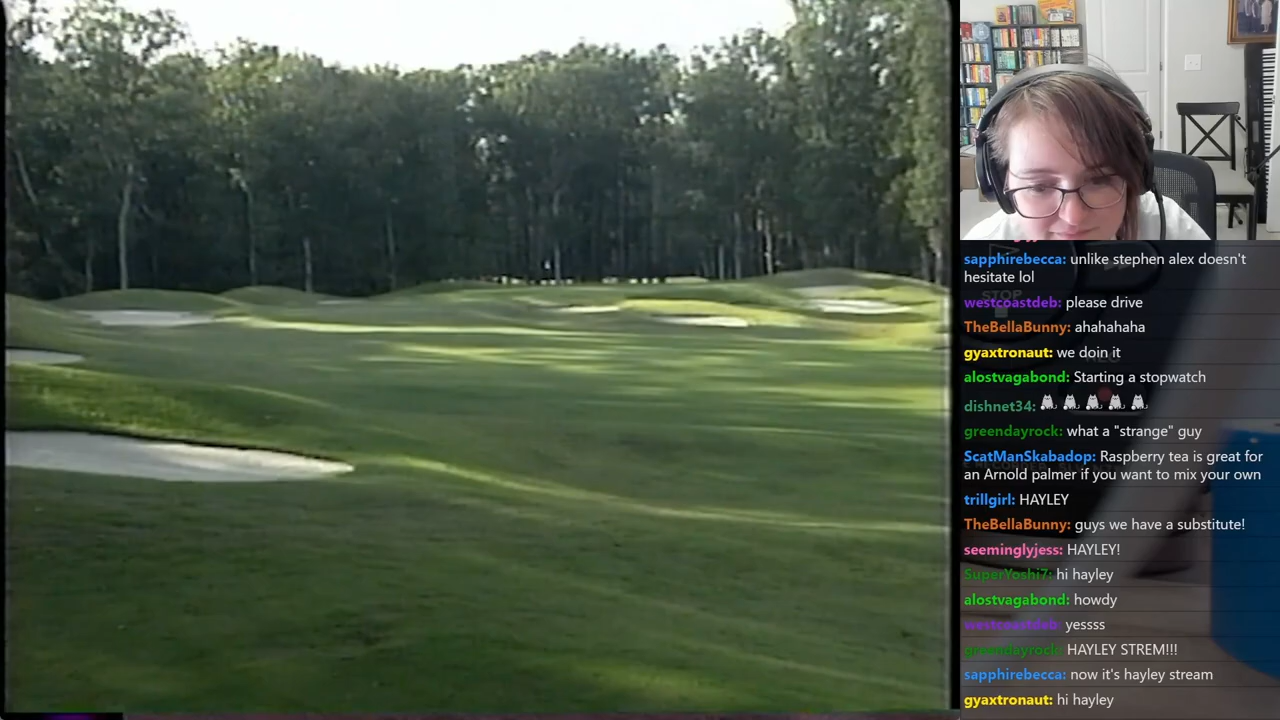 sapphirebecca: unlike stephen alex doesn't
hesitate lol
westcoastdeb: please drive
TheBellaBunny: ahahahaha
gyaxtronaut: we doin it
alostvagabond: Starting a stopwatch
dishnet34:
greendayrock: what a "strange" guy
ScatManSkabadop: Raspberry tea is great for
an Arnold palmer if you want to mix your own
trillgirl: HAYLEY
TheBellaBunny: guys we have a substitute!
seeminglyjess: HAYLEY!
SuperYoshi7: hi hayley
alostvagabond: howdy
westcoastdeb: yessss
greendayrock: HAYLEY STREM!!!
sapphirebecca: now it's hayley stream
gyaxtronaut: hi hayley
STOP